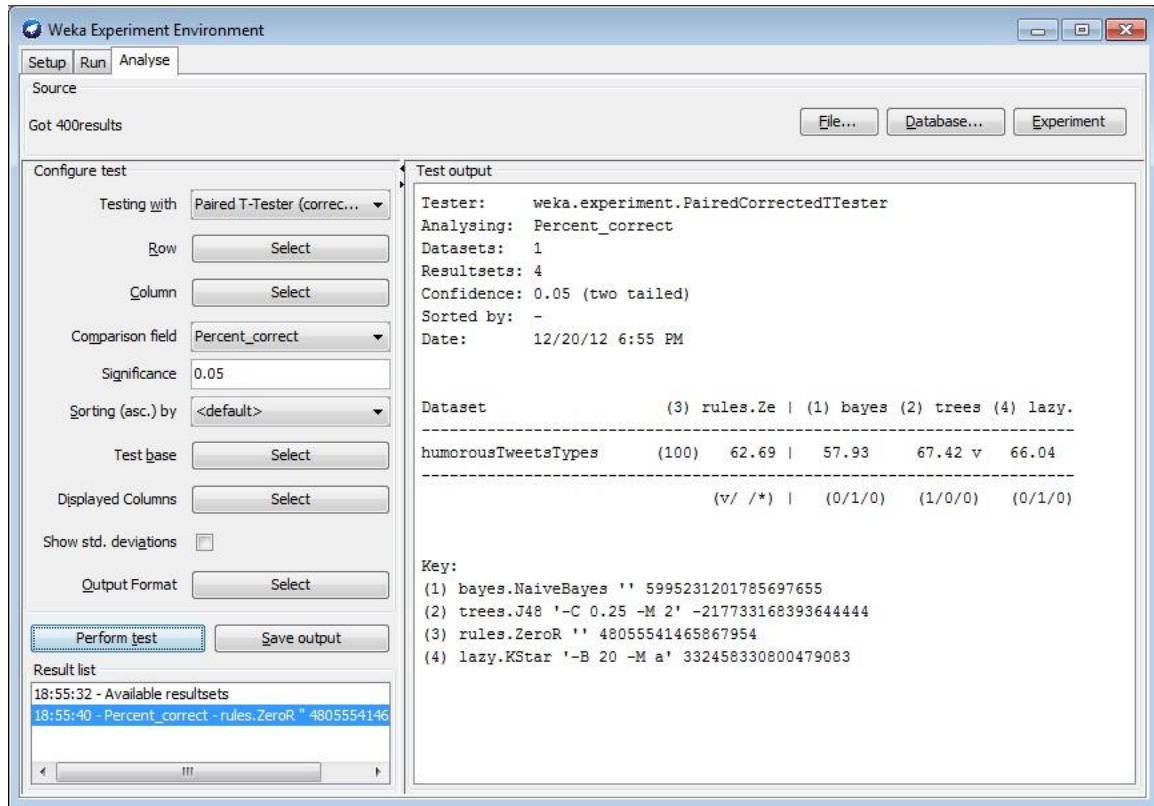 Weka Experiment Environment
Setup Run Analyse
Source
Got 400results File... Database... Experiment
Configure test
Testing with Paired T-Tester (correc...
Row Select
Column Select
Comparison field Percent_correct
Significance 0.05
Sorting (asc.) by <default>
Test base Select
Displayed Columns Select
Show std. deviations
Output Format Select
Perform test Save output
Result list
18:55:32 - Available resultsets
18:55:40 - Percent_correct - rules.ZeroR '' 4805554146
Test output
Tester: weka.experiment.PairedCorrectedTTester
Analysing: Percent_correct
Datasets: 1
Resultsets: 4
Confidence: 0.05 (two tailed)
Sorted by: -
Date: 12/20/12 6:55 PM
Dataset (3) rules.Ze | (1) bayes (2) trees (4) lazy.
---------------------------------------------------------------------------
humorousTweetsTypes (100) 62.69 | 57.93 67.42 v 66.04
---------------------------------------------------------------------------
(v/ /*) | (0/1/0) (1/0/0) (0/1/0)
Key:
(1) bayes.NaiveBayes '' 5995231201785697655
(2) trees.J48 '-C 0.25 -M 2' -217733168393644444
(3) rules.ZeroR '' 48055541465867954
(4) lazy.KStar '-B 20 -M a' 332458330800479083